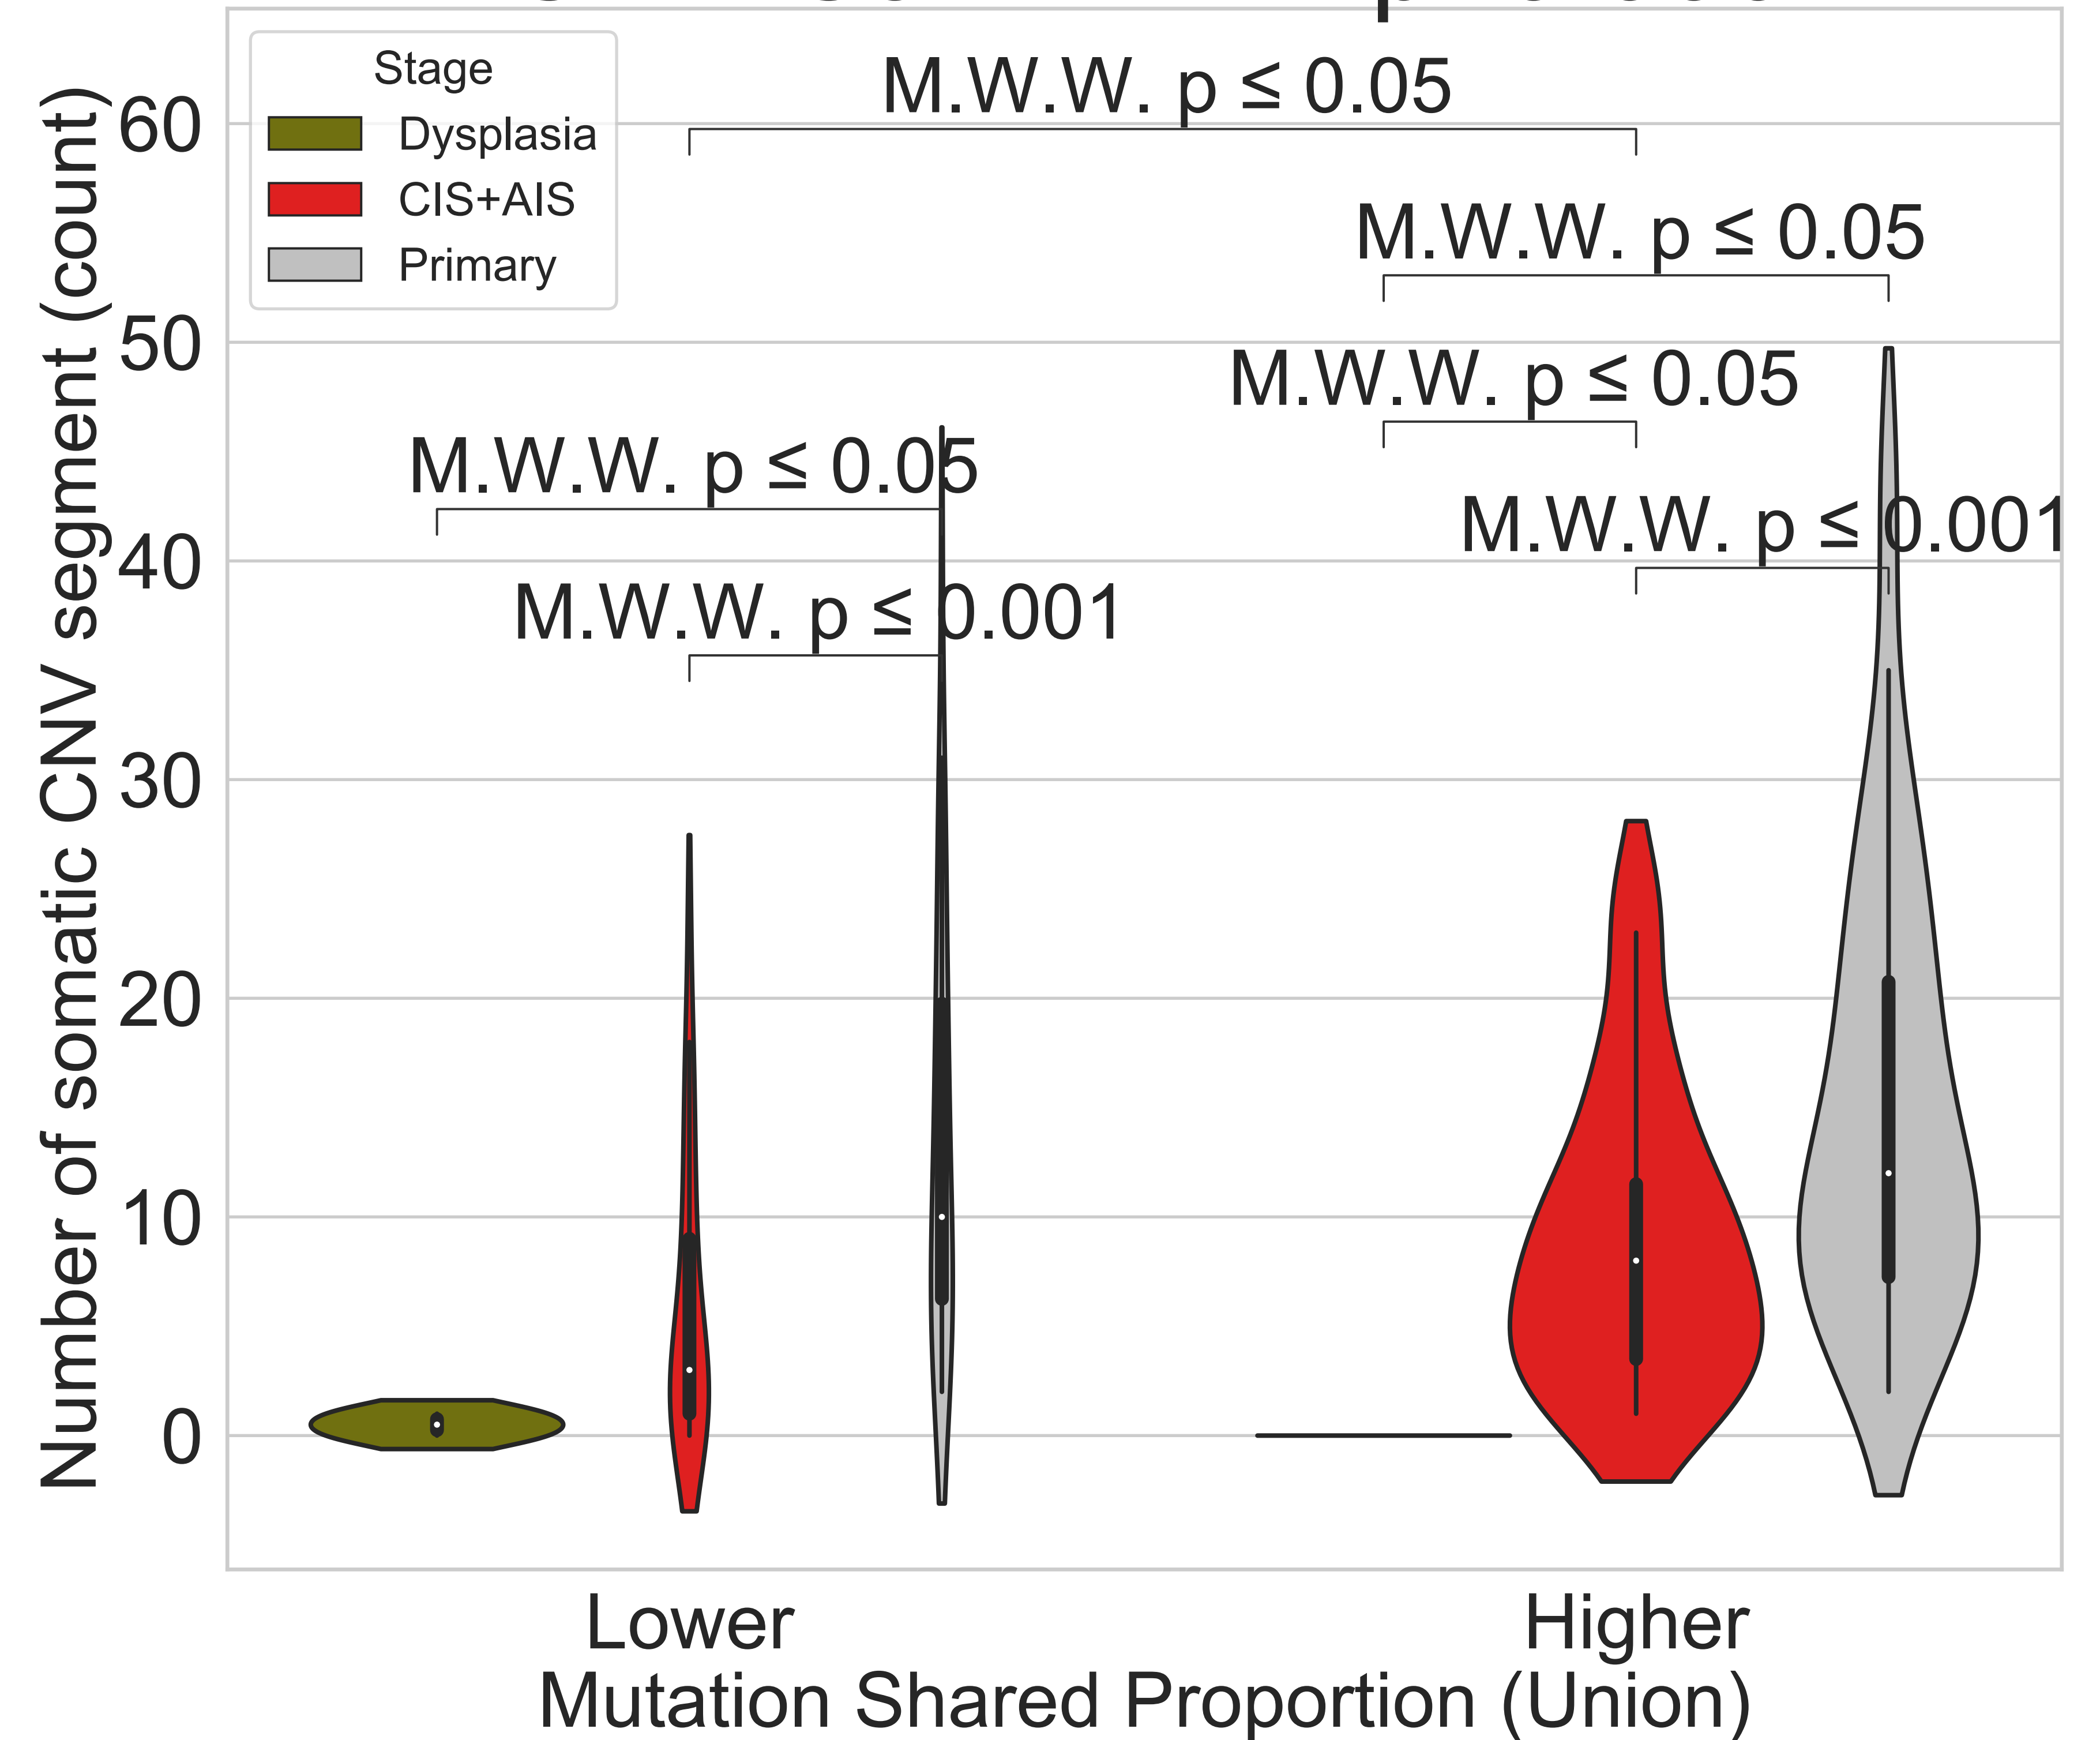 Stage
Dysplasia
CIS+AIS
Primary
M.W.W. p ≤ 0.05
M.W.W. p ≤ 0.05
M.W.W. p ≤ 0.05
M.W.W. p ≤ 0.05
M.W.W. p ≤ 0.001
M.W.W. p ≤ 0.001
Number of somatic CNV segment (count)
60
50
40
30
20
10
0
Lower
Higher
Mutation Shared Proportion (Union)